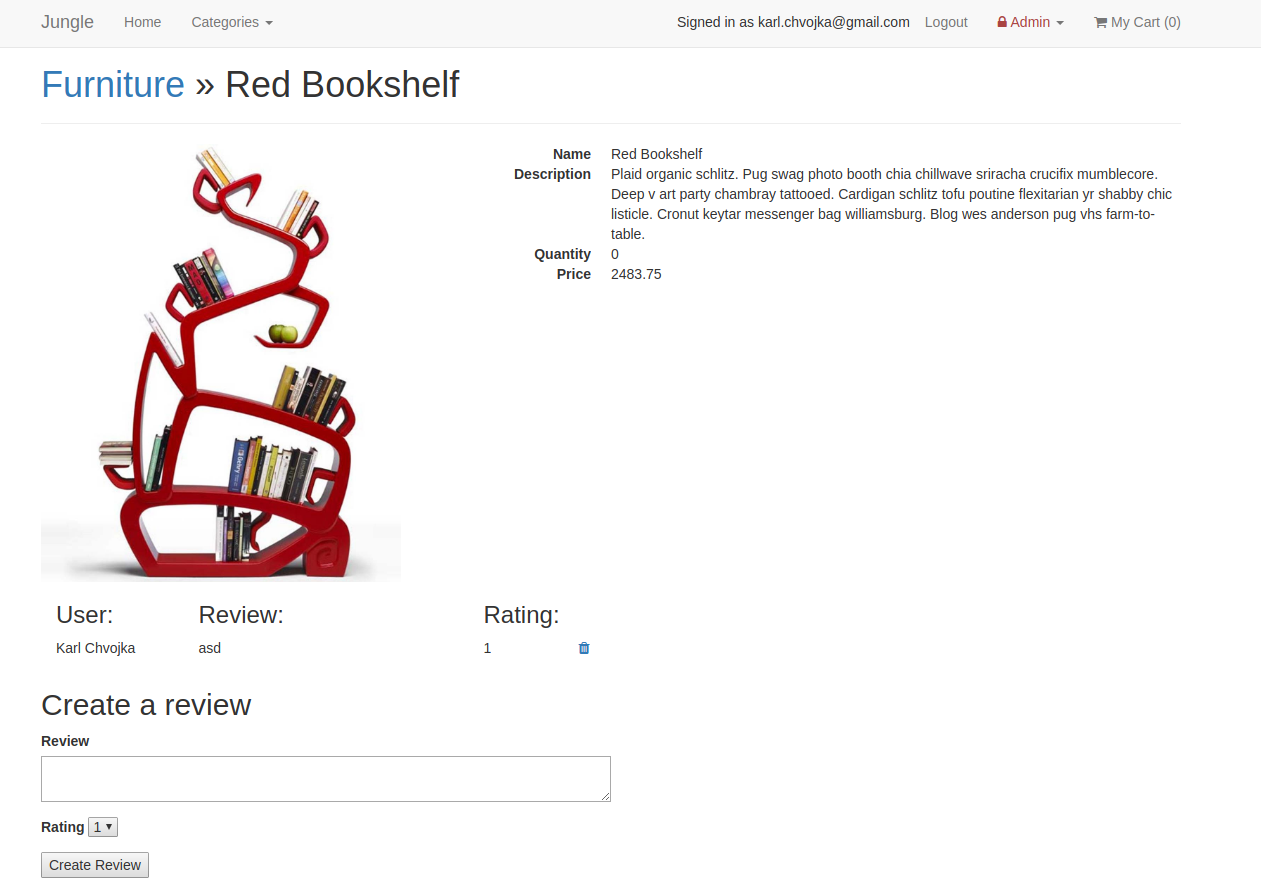 Jungle Home Categories Signed in as karl.chvojka@gmail.com Logout Admin My Cart (0)
Furniture » Red Bookshelf
Name Red Bookshelf
Description Plaid organic schlitz. Pug swag photo booth chia chillwave sriracha crucifix mumblecore.
Deep v art party chambray tattooed. Cardigan schlitz tofu poutine flexitarian yr shabby chic
listicle. Cronut keytar messenger bag williamsburg. Blog wes anderson pug vhs farm-to-
table.
Quantity 0
Price 2483.75
User: Review: Rating:
Karl Chvojka asd 1
Create a review
Review
Rating 1
Create Review